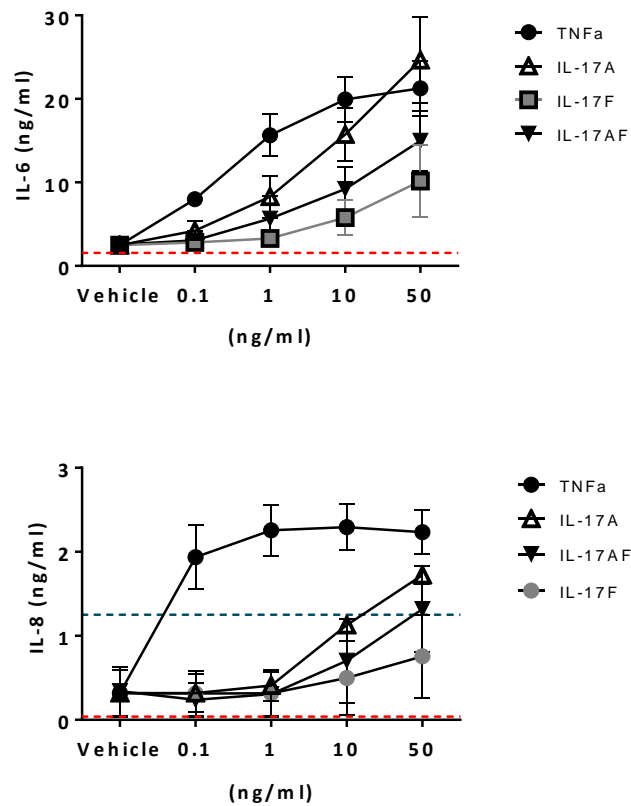 30
20
10
0
IL-6 (ng/ml)
Vehicle 0.1 1 10 50
(ng/ml)
TNFa
IL-17A
IL-17F
IL-17AF
3
2
1
0
IL-8 (ng/ml)
Vehicle 0.1 1 10 50
(ng/ml)
TNFa
IL-17A
IL-17AF
IL-17F